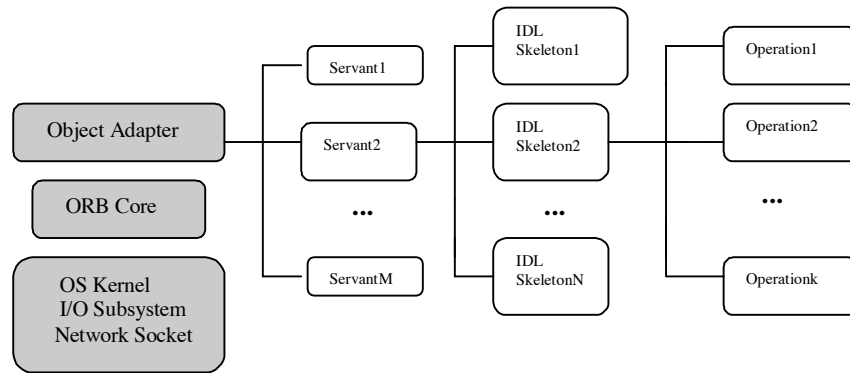 Object Adapter
ORB Core
OS Kernel
I/O Subsystem
Network Socket
Servant1
Servant2
...
ServantM
IDL
Skeleton1
IDL
Skeleton2
...
IDL
SkeletonN
Operation1
Operation2
...
Operationk